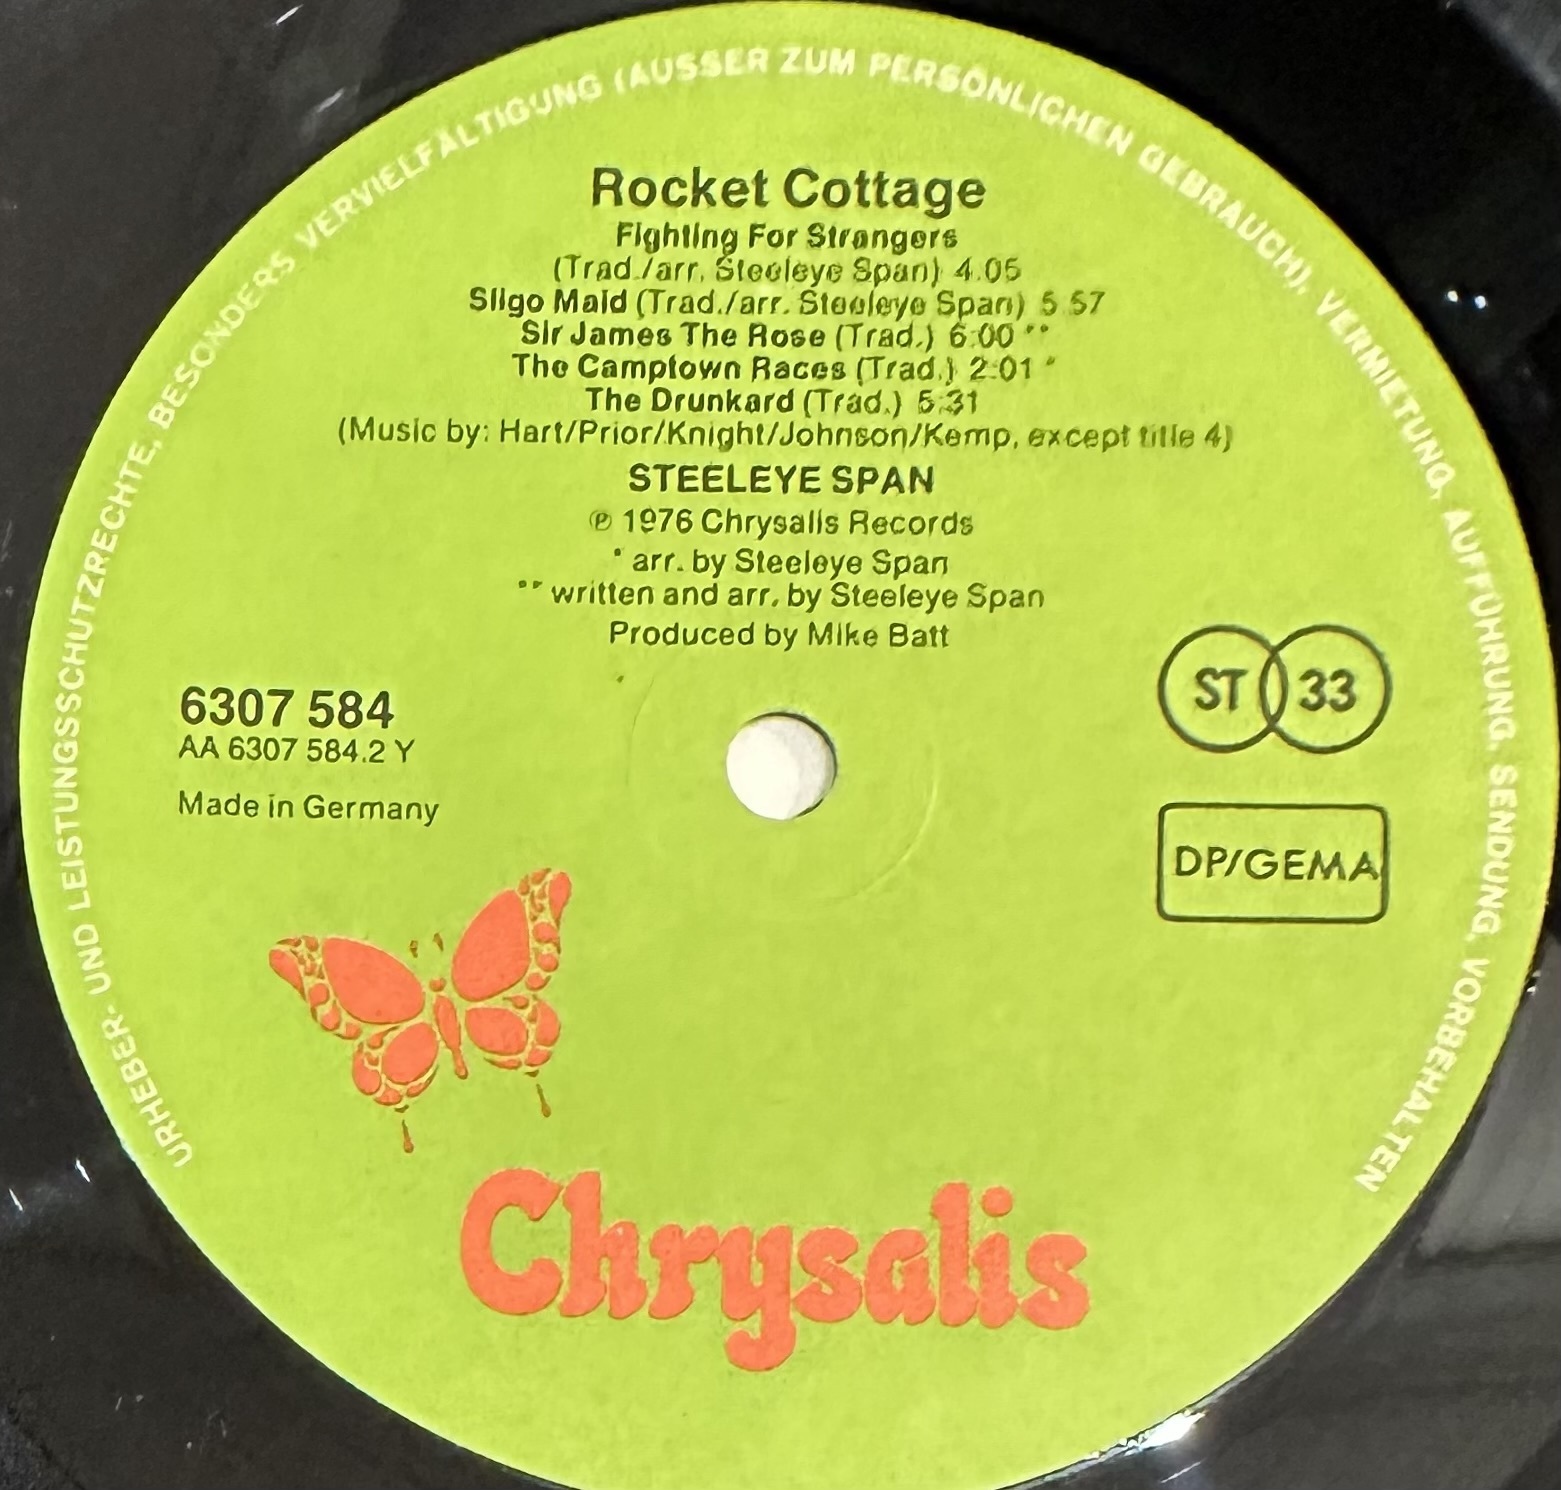 URHEBER- UND LEISTUNGSSCHUTZRECHTE, BESONDERS VERVIELFÄLTIGUNG (AUSSER ZUM PERSÖNLICHEN GEBRAUCH), VERMIETUNG, AUFFÜHRUNG, SENDUNG, VORBEHALTEN
Rocket Cottage
Fighting For Strangers
(Trad./arr. Steeleye Span) 4.05
Sligo Maid (Trad./arr. Steeleye Span) 5.57
Sir James The Rose (Trad.) 6:00 **
The Camptown Races (Trad.) 2:01 *
The Drunkard (Trad.) 5:31
(Music by: Hart/Prior/Knight/Johnson/Kemp, except title 4)
STEELEYE SPAN
℗ 1976 Chrysalis Records
* arr. by Steeleye Span
** written and arr. by Steeleye Span
Produced by Mike Batt
6307 584
AA 6307 584.2 Y
Made in Germany
ST 33
DP/GEMA
Chrysalis